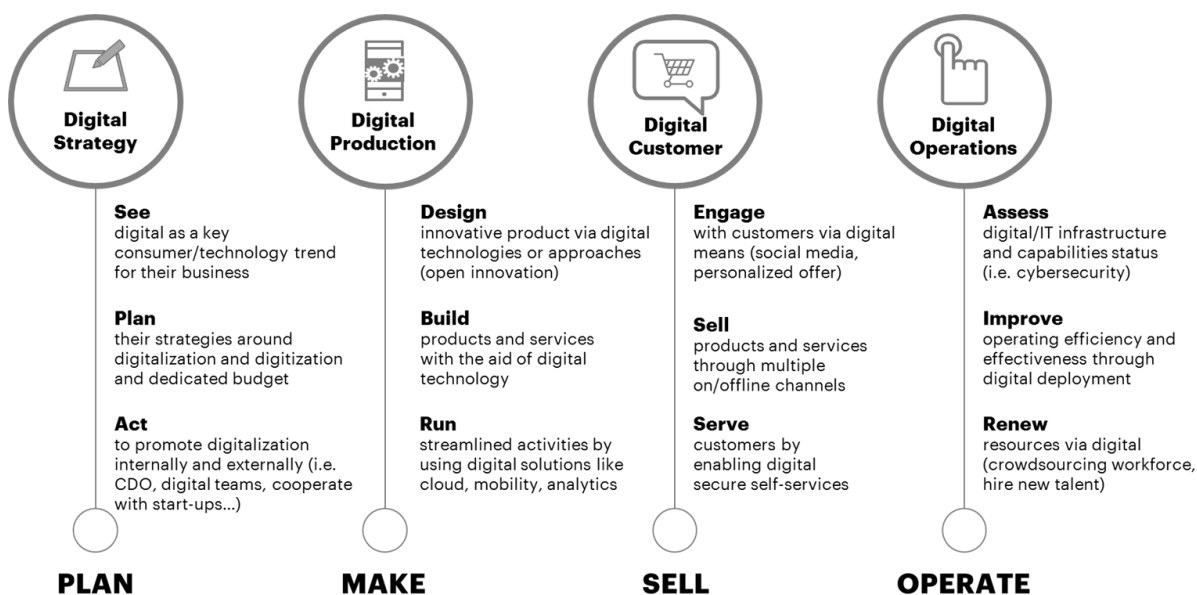 Digital
Strategy
See
digital as a key
consumer/technology trend
for their business
Plan
their strategies around
digitalization and digitization
and dedicated budget
Act
to promote digitalization
internally and externally (i.e.
CDO, digital teams, cooperate
with start-ups...)
PLAN
Digital
Production
Design
innovative product via digital
technologies or approaches
(open innovation)
Build
products and services
with the aid of digital
technology
Run
streamlined activities by
using digital solutions like
cloud, mobility, analytics
MAKE
Digital
Customer
Engage
with customers via digital
means (social media,
personalized offer)
Sell
products and services
through multiple
on/offline channels
Serve
customers by
enabling digital
secure self-services
SELL
Digital
Operations
Assess
digital/IT infrastructure
and capabilities status
(i.e. cybersecurity)
Improve
operating efficiency and
effectiveness through
digital deployment
Renew
resources via digital
(crowdsourcing workforce,
hire new talent)
OPERATE